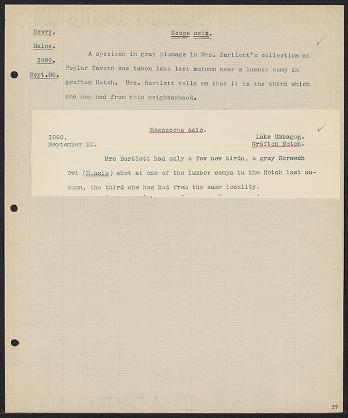 Newry,
Scops asio.
Maine.
1890.
Sept.20.
A specimen in gray plumage in Mrs. Bartlett's collection at
Poplar Tavern was taken late last autumn near a lumber camp in
Grafton Notch. Mrs. Bartlett tells me that it is the third which
she has had from this neighborhood.
Megascops asio.
1890.
Lake Umbagog.
September 20.
Grafton Notch.
Mrs Bartlett had only a few new birds, a gray Screech
Owl (M.asio) shot at one of the lumber camps in the Notch last au-
tumn, the third she has had from the same locality.